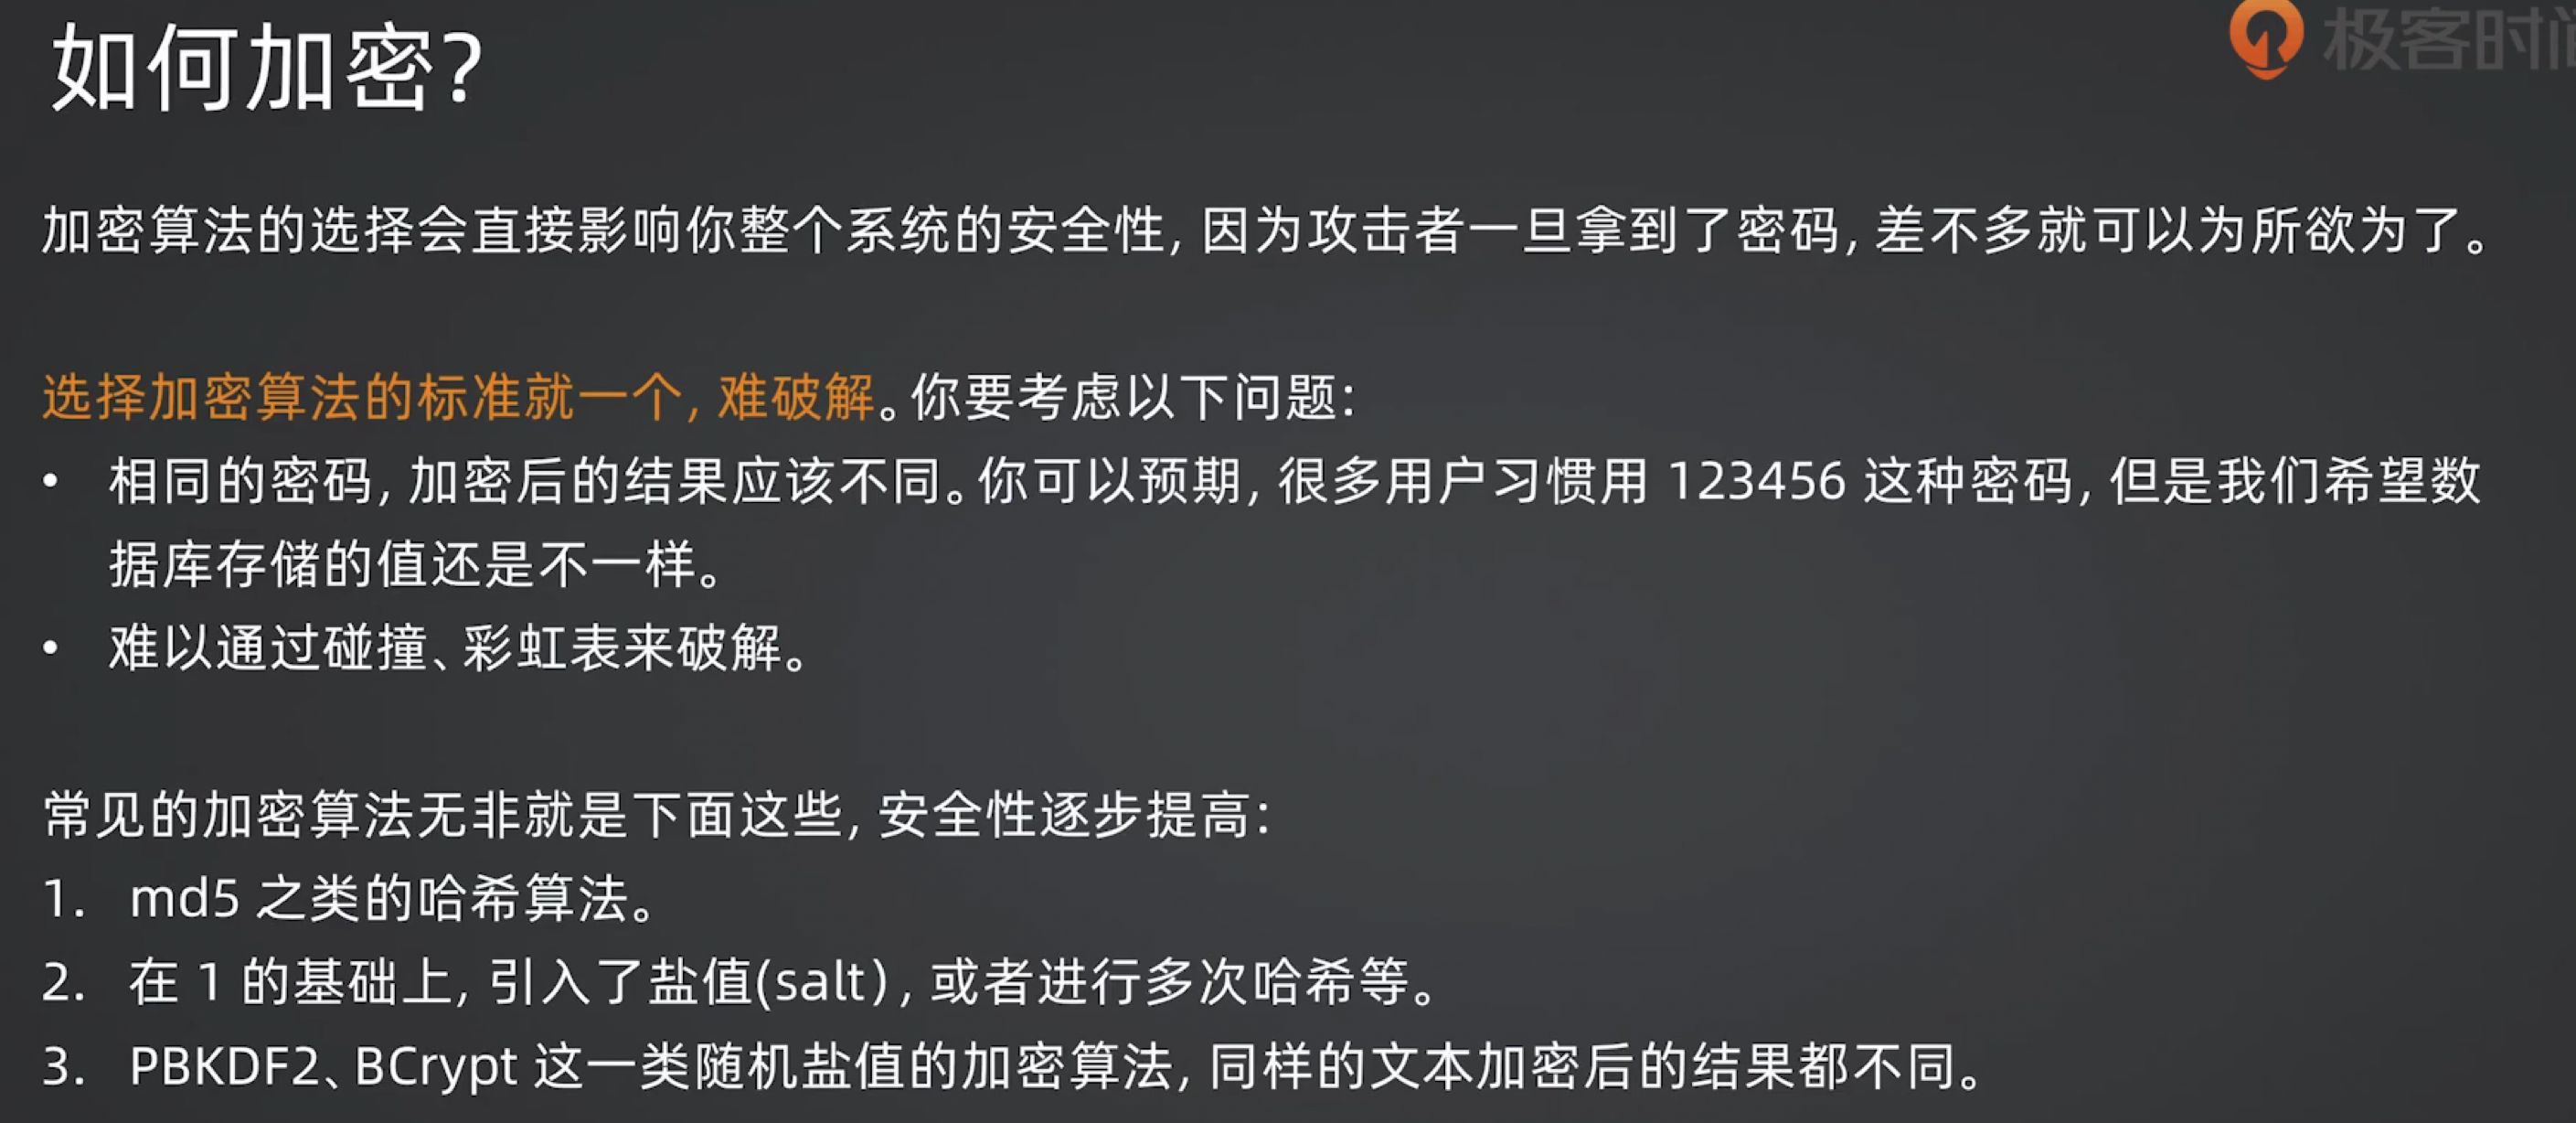 如何加密?
极客时间
加密算法的选择会直接影响你整个系统的安全性, 因为攻击者一旦拿到了密码, 差不多就可以为所欲为了。
选择加密算法的标准就一个, 难破解。你要考虑以下问题:
• 相同的密码, 加密后的结果应该不同。你可以预期, 很多用户习惯用 123456 这种密码, 但是我们希望数
据库存储的值还是不一样。
• 难以通过碰撞、彩虹表来破解。
常见的加密算法无非就是下面这些, 安全性逐步提高:
1. md5 之类的哈希算法。
2. 在 1 的基础上, 引入了盐值(salt), 或者进行多次哈希等。
3. PBKDF2、BCrypt 这一类随机盐值的加密算法, 同样的文本加密后的结果都不同。